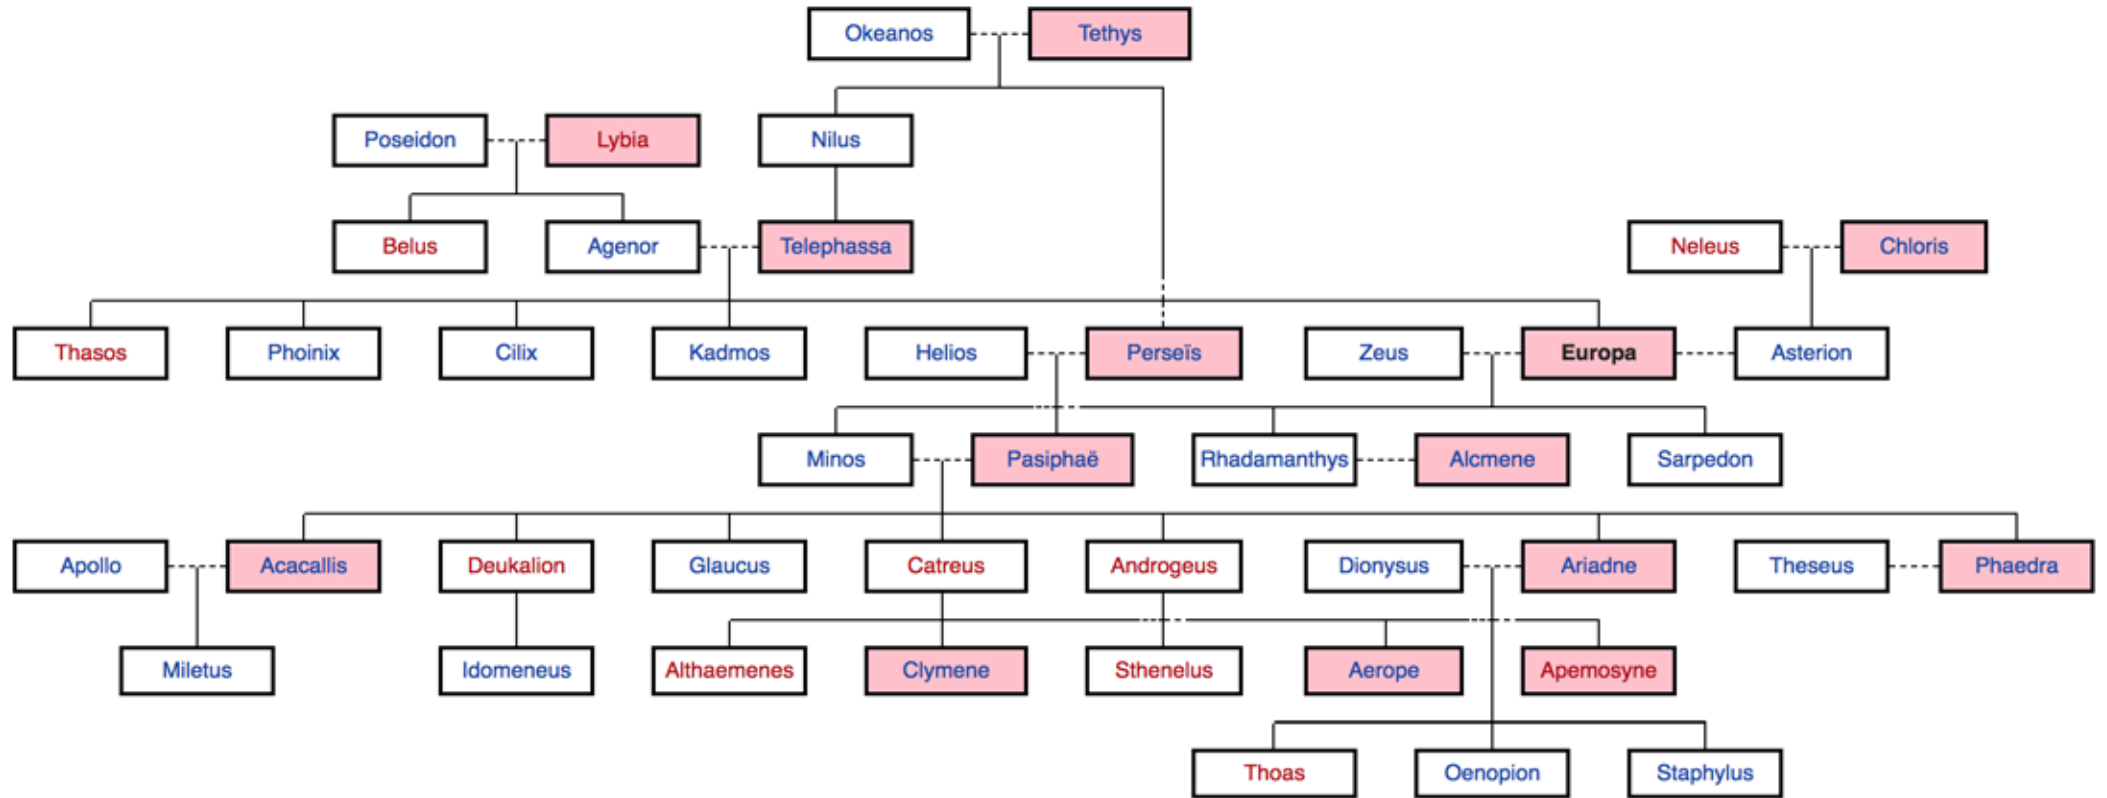 Okeanos
Tethys
Poseidon
Lybia
Nilus
Belus
Agenor
Telephassa
Neleus
Chloris
Thasos
Phoinix
Cilix
Kadmos
Helios
Perseïs
Zeus
Europa
Asterion
Minos
Pasiphaë
Rhadamanthys
Alcmene
Sarpedon
Apollo
Acacallis
Deukalion
Glaucus
Catreus
Androgeus
Dionysus
Ariadne
Theseus
Phaedra
Miletus
Idomeneus
Althaemenes
Clymene
Sthenelus
Aerope
Apemosyne
Thoas
Oenopion
Staphylus